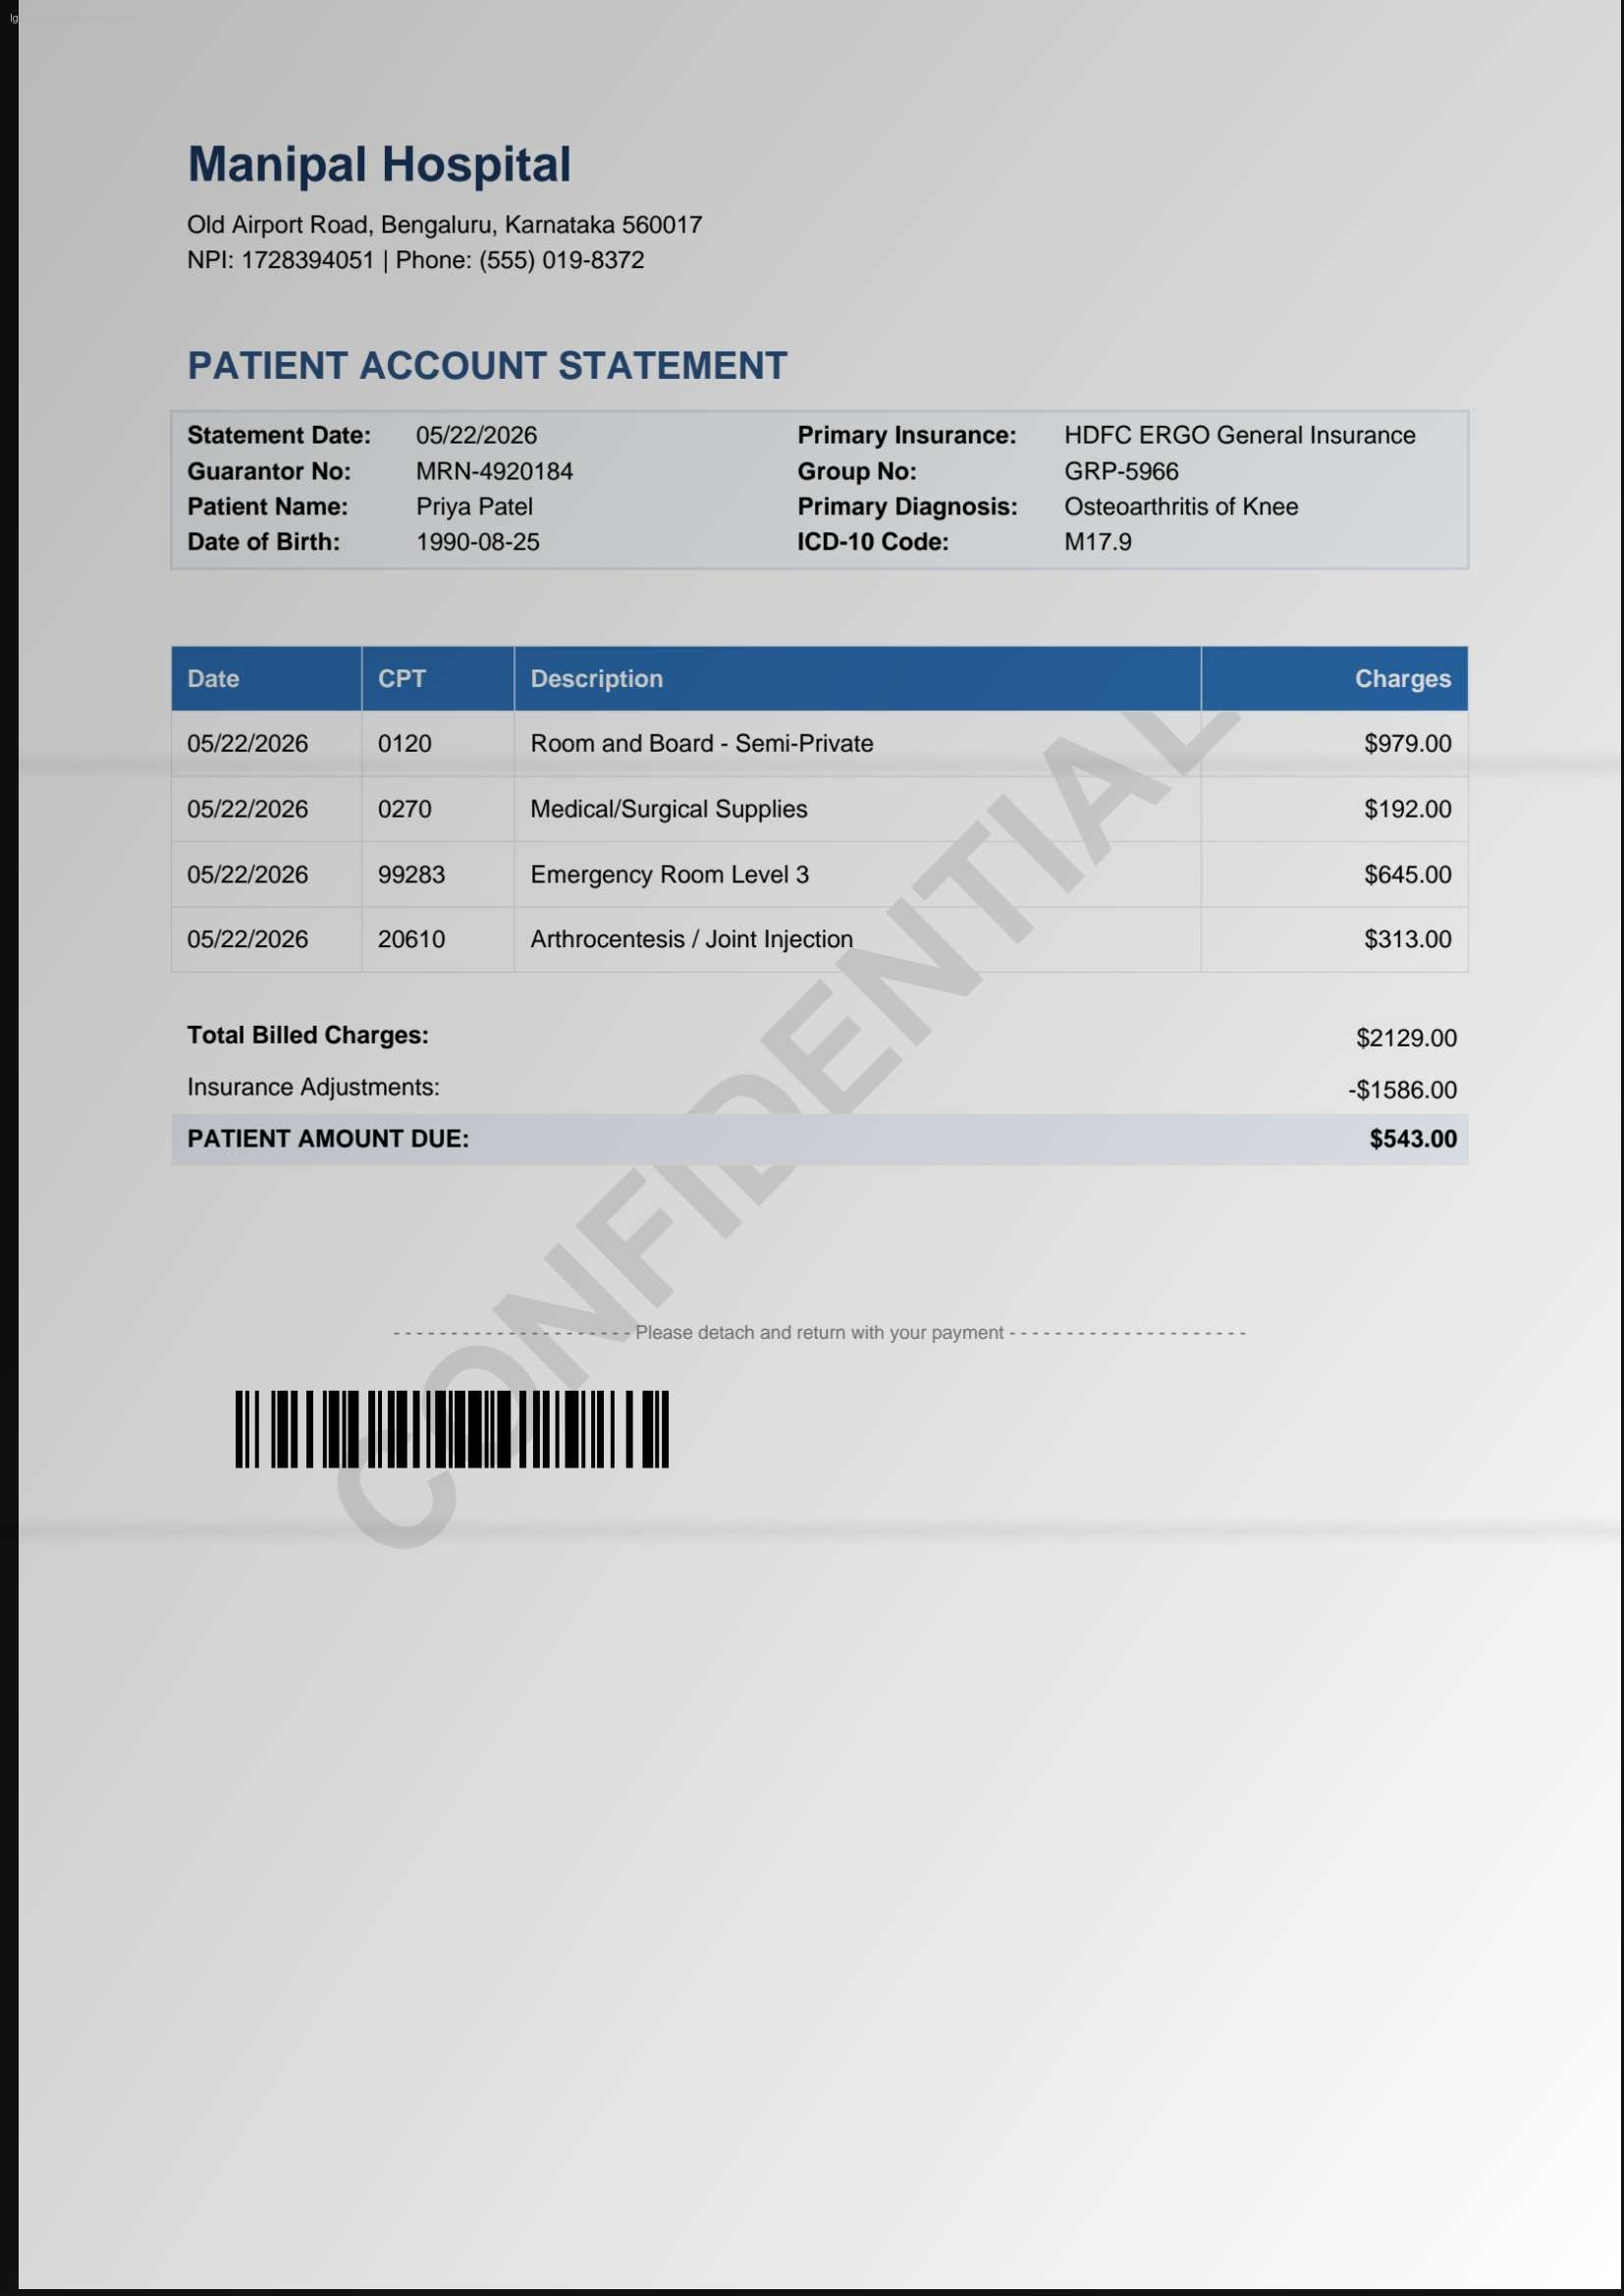 Manipal Hospital
Old Airport Road, Bengaluru, Karnataka 560017
NPI: 1728394051 | Phone: (555) 019-8372
PATIENT ACCOUNT STATEMENT
Statement Date: 05/22/2026 Primary Insurance: HDFC ERGO General Insurance
Guarantor No: MRN-4920184 Group No: GRP-5966
Patient Name: Priya Patel Primary Diagnosis: Osteoarthritis of Knee
Date of Birth: 1990-08-25 ICD-10 Code: M17.9
Date CPT Description Charges
05/22/2026 0120 Room and Board - Semi-Private $979.00
05/22/2026 0270 Medical/Surgical Supplies $192.00
05/22/2026 99283 Emergency Room Level 3 $645.00
05/22/2026 20610 Arthrocentesis / Joint Injection $313.00
Total Billed Charges: $2129.00
Insurance Adjustments: -$1586.00
PATIENT AMOUNT DUE: $543.00
CONFIDENTIAL
- - - - - - - - - - - - - - - - - - - - - Please detach and return with your payment - - - - - - - - - - - - - - - - - - - - -